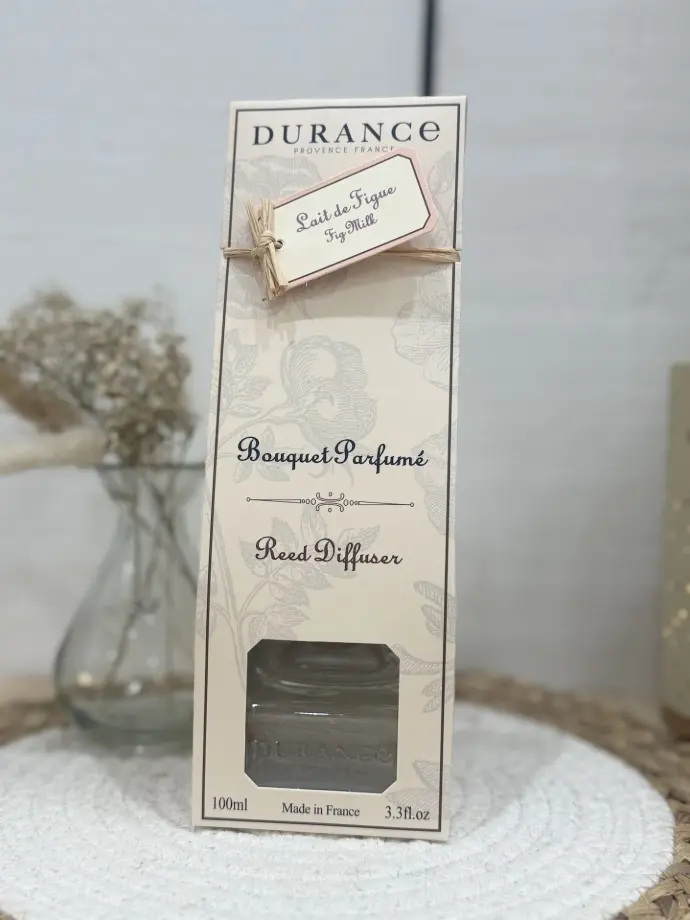 DURANCE
PROVENCE FRANCE
Lait de Figue
Fig Milk
Bouquet Parfumé
Reed Diffuser
DURANCE
100ml Made in France 3.3fl.oz